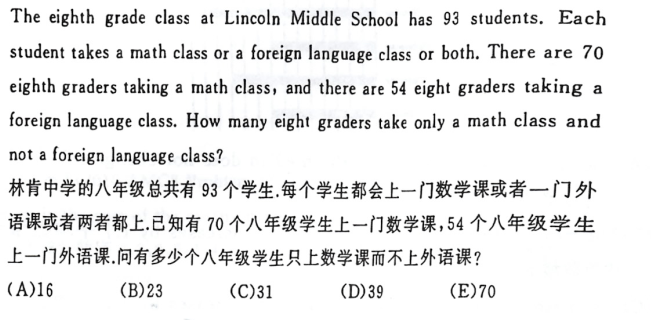 The eighth grade class at Lincoln Middle School has 93 students. Each
student takes a math class or a foreign language class or both. There are 70
eighth graders taking a math class, and there are 54 eight graders taking a
foreign language class. How many eight graders take only a math class and
not a foreign language class?
林肯中学的八年级总共有 93 个学生.每个学生都会上一门数学课或者一门外
语课或者两者都上.已知有 70 个八年级学生上一门数学课,54 个八年级学生
上一门外语课.问有多少个八年级学生只上数学课而不上外语课?
(A)16 (B)23 (C)31 (D)39 (E)70